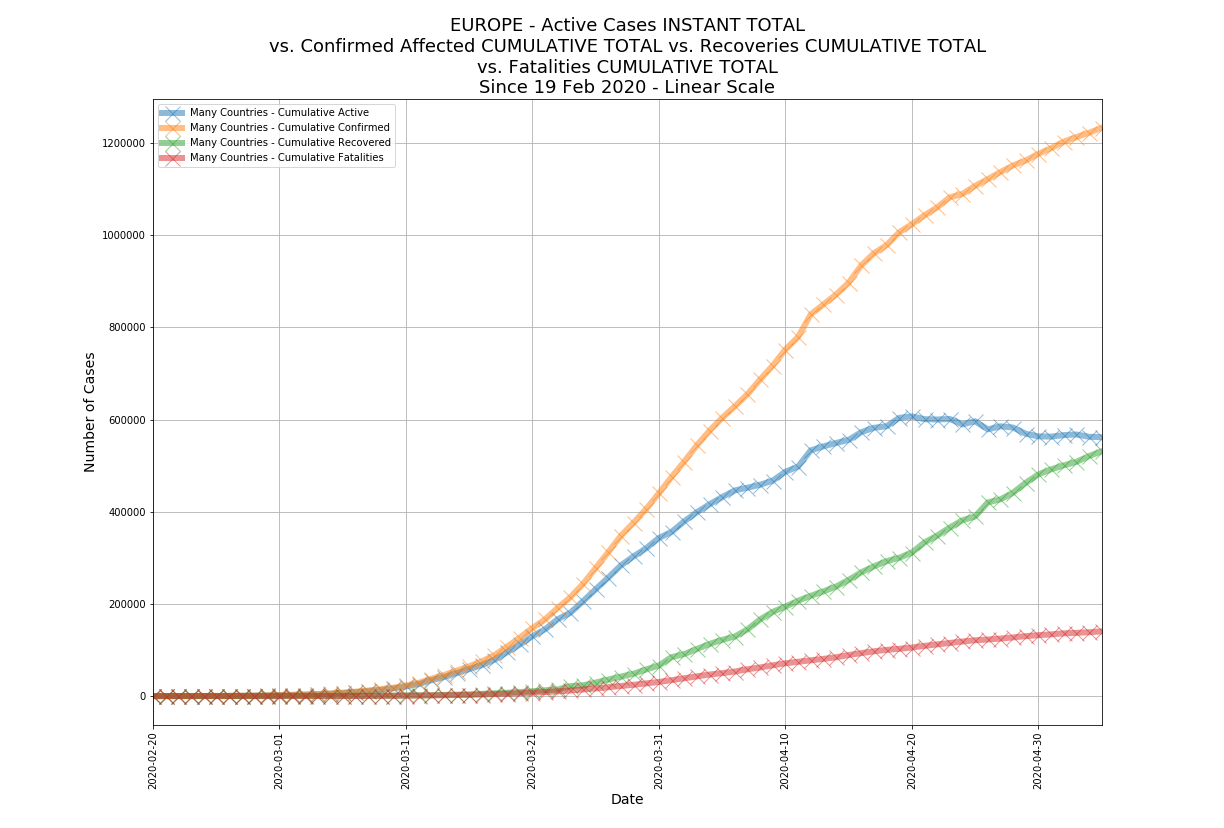 EUROPE - Active Cases INSTANT TOTAL
vs. Confirmed Affected CUMULATIVE TOTAL vs. Recoveries CUMULATIVE TOTAL
vs. Fatalities CUMULATIVE TOTAL
Since 19 Feb 2020 - Linear Scale
Many Countries - Cumulative Active
Many Countries - Cumulative Confirmed
Many Countries - Cumulative Recovered
Many Countries - Cumulative Fatalities
Number of Cases
1200000
1000000
800000
600000
400000
200000
0
2020-02-20
2020-03-01
2020-03-11
2020-03-21
2020-03-31
2020-04-10
2020-04-20
2020-04-30
Date